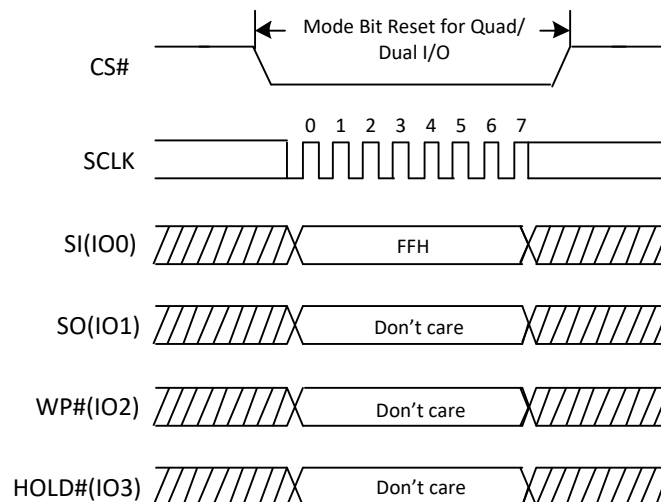 Mode Bit Reset for Quad/
Dual I/O
CS#
0 1 2 3 4 5 6 7
SCLK
SI(IO0) FFH
SO(IO1) Don't care
WP#(IO2) Don't care
HOLD#(IO3) Don't care